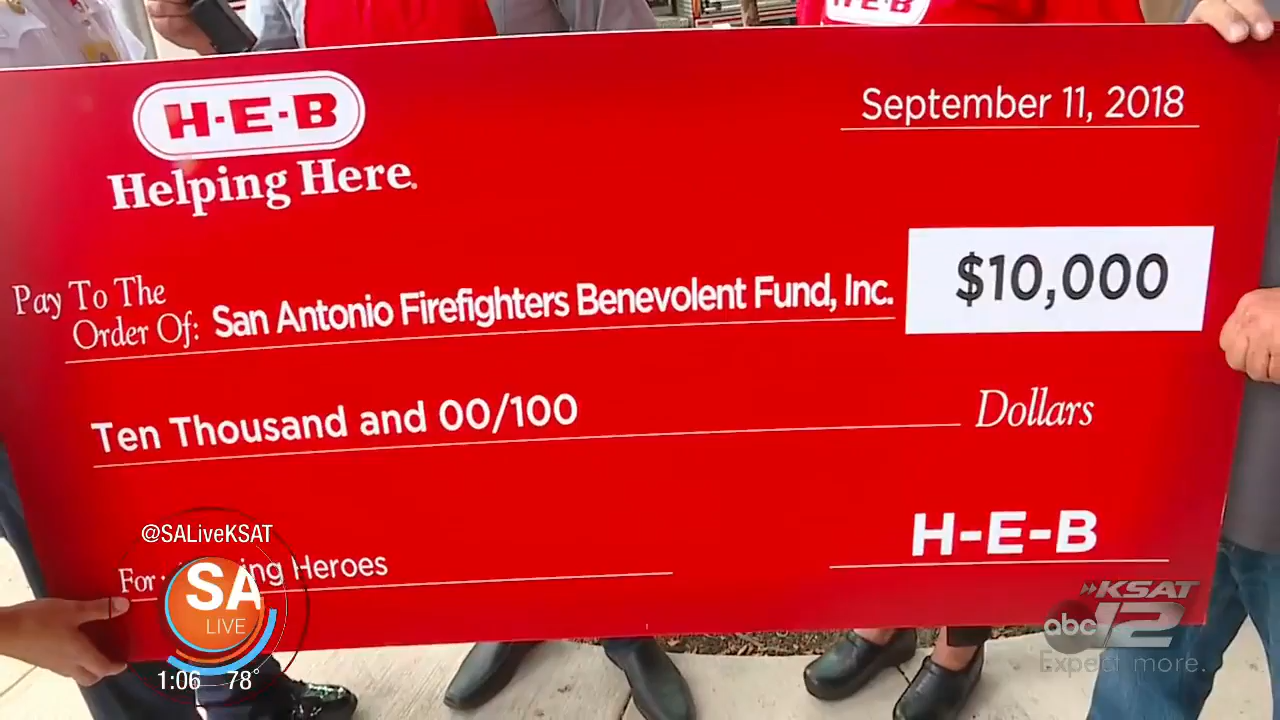 H-E-B
H-E-B
Helping Here.
September 11, 2018
Pay To The
Order Of: San Antonio Firefighters Benevolent Fund, Inc.
$10,000
Ten Thousand and 00/100 Dollars
For: ing Heroes
H-E-B
@SALiveKSAT
SA
LIVE
1:06 78°
KSAT
abc 12
Expect more.